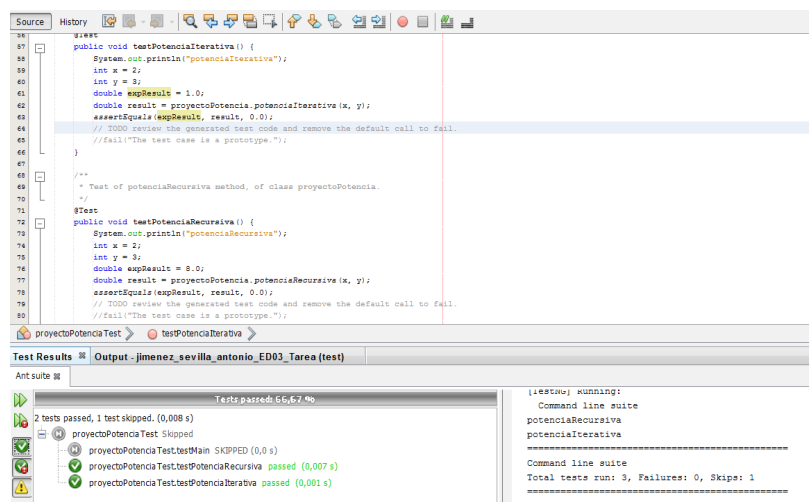 Source History
56 @Test
57 public void testPotenciaIterativa() {
58 System.out.println("potenciaIterativa");
59 int x = 2;
60 int y = 3;
61 double expResult = 1.0;
62 double result = proyectoPotencia.potenciaIterativa(x, y);
63 assertEquals(expResult, result, 0.0);
64 // TODO review the generated test code and remove the default call to fail.
65 //fail("The test case is a prototype.");
66 }
67
68 /**
69 * Test of potenciaRecursiva method, of class proyectoPotencia.
70 */
71 @Test
72 public void testPotenciaRecursiva() {
73 System.out.println("potenciaRecursiva");
74 int x = 2;
75 int y = 3;
76 double expResult = 8.0;
77 double result = proyectoPotencia.potenciaRecursiva(x, y);
78 assertEquals(expResult, result, 0.0);
79 // TODO review the generated test code and remove the default call to fail.
80 //fail("The test case is a prototype.");
proyectoPotenciaTest testPotenciaIterativa
Test Results Output - jimenez_sevilla_antonio_ED03_Tarea (test)
Ant suite
Tests passed: 66,67 %
2 tests passed, 1 test skipped. (0,008 s)
proyectoPotenciaTest Skipped
proyectoPotenciaTest.testMain SKIPPED (0,0 s)
proyectoPotenciaTest.testPotenciaRecursiva passed (0,007 s)
proyectoPotenciaTest.testPotenciaIterativa passed (0,001 s)
[TestNG] Running:
Command line suite
potenciaRecursiva
potenciaIterativa
===============================================
Command line suite
Total tests run: 3, Failures: 0, Skips: 1
===============================================